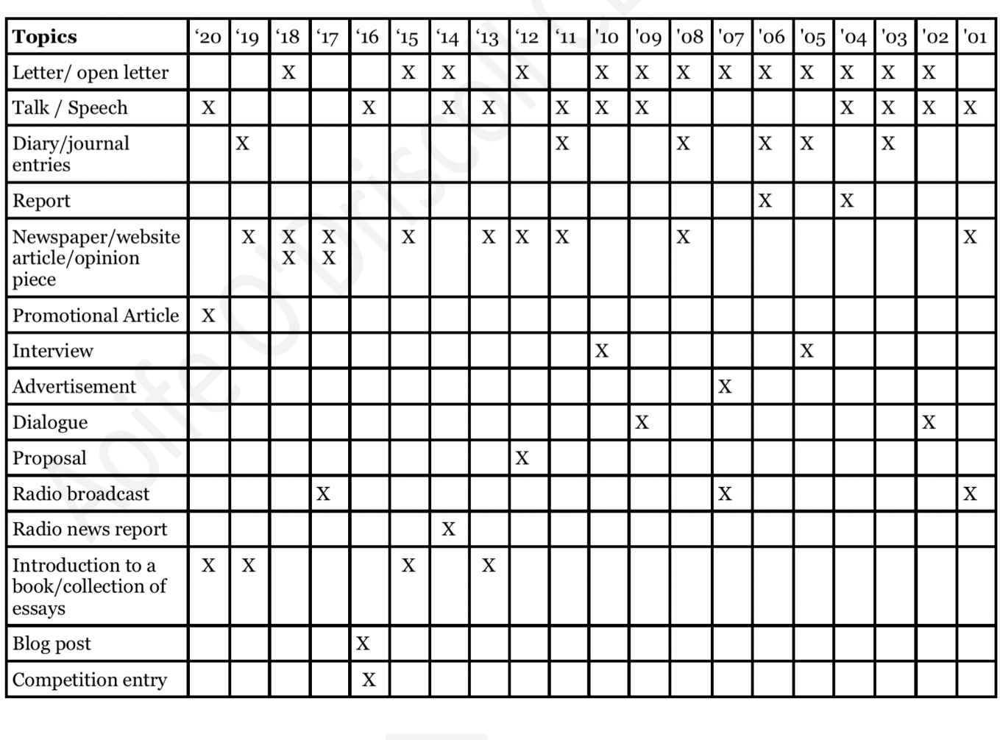 Topics ‘20 ‘19 ‘18 ‘17 ‘16 ‘15 ‘14 ‘13 ‘12 ‘11 '10 '09 '08 '07 '06 '05 '04 '03 '02 '01
Letter/ open letter X X X X X X X X X X X X X
Talk / Speech X X X X X X X X X X X
Diary/journal X X X X X X
entries
Report X X
Newspaper/website X X X X X X X X X
article/opinion X X
piece
Promotional Article X
Interview X X
Advertisement X
Dialogue X X
Proposal X
Radio broadcast X X X
Radio news report X
Introduction to a X X X X
book/collection of
essays
Blog post X
Competition entry X
Aoife O'Driscoll